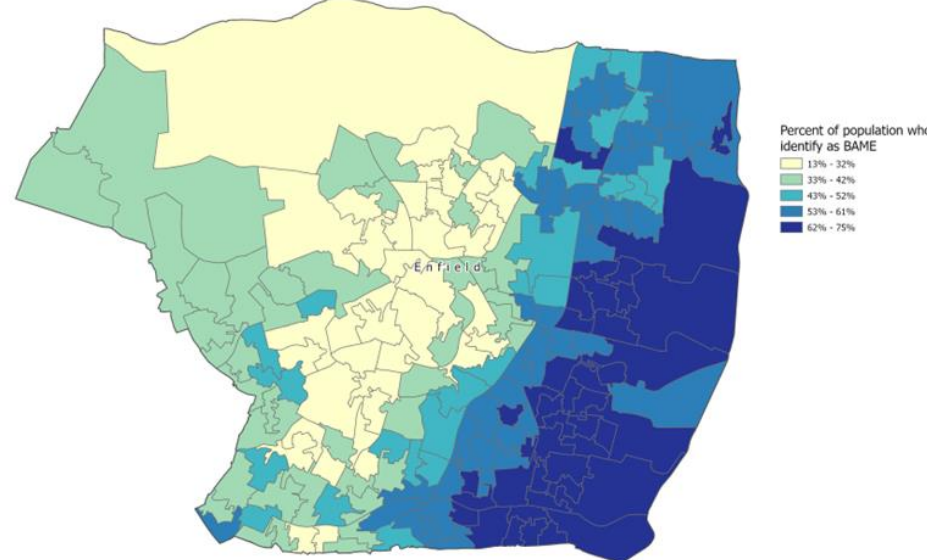 Enfield
Percent of population who
identify as BAME
13% - 32%
33% - 42%
43% - 52%
53% - 61%
62% - 75%